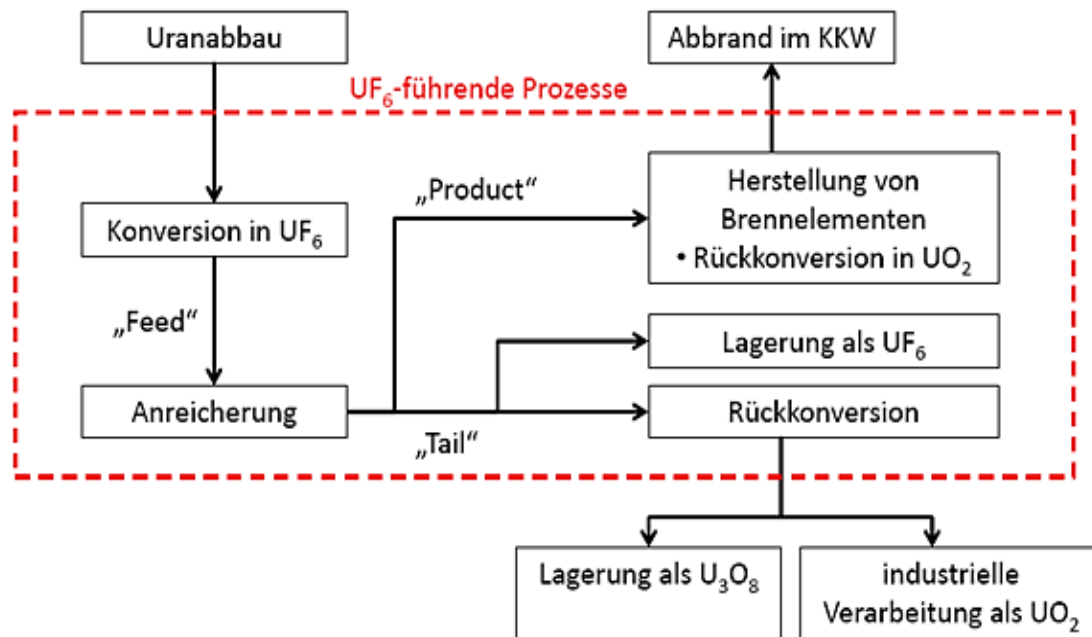 Uranabbau
Abbrand im KKW
UF₆-führende Prozesse
„Product“
Herstellung von
Brennelementen
• Rückkonversion in UO₂
Konversion in UF₆
„Feed“
Lagerung als UF₆
Anreicherung
Rückkonversion
„Tail“
Lagerung als U₃O₈
industrielle
Verarbeitung als UO₂